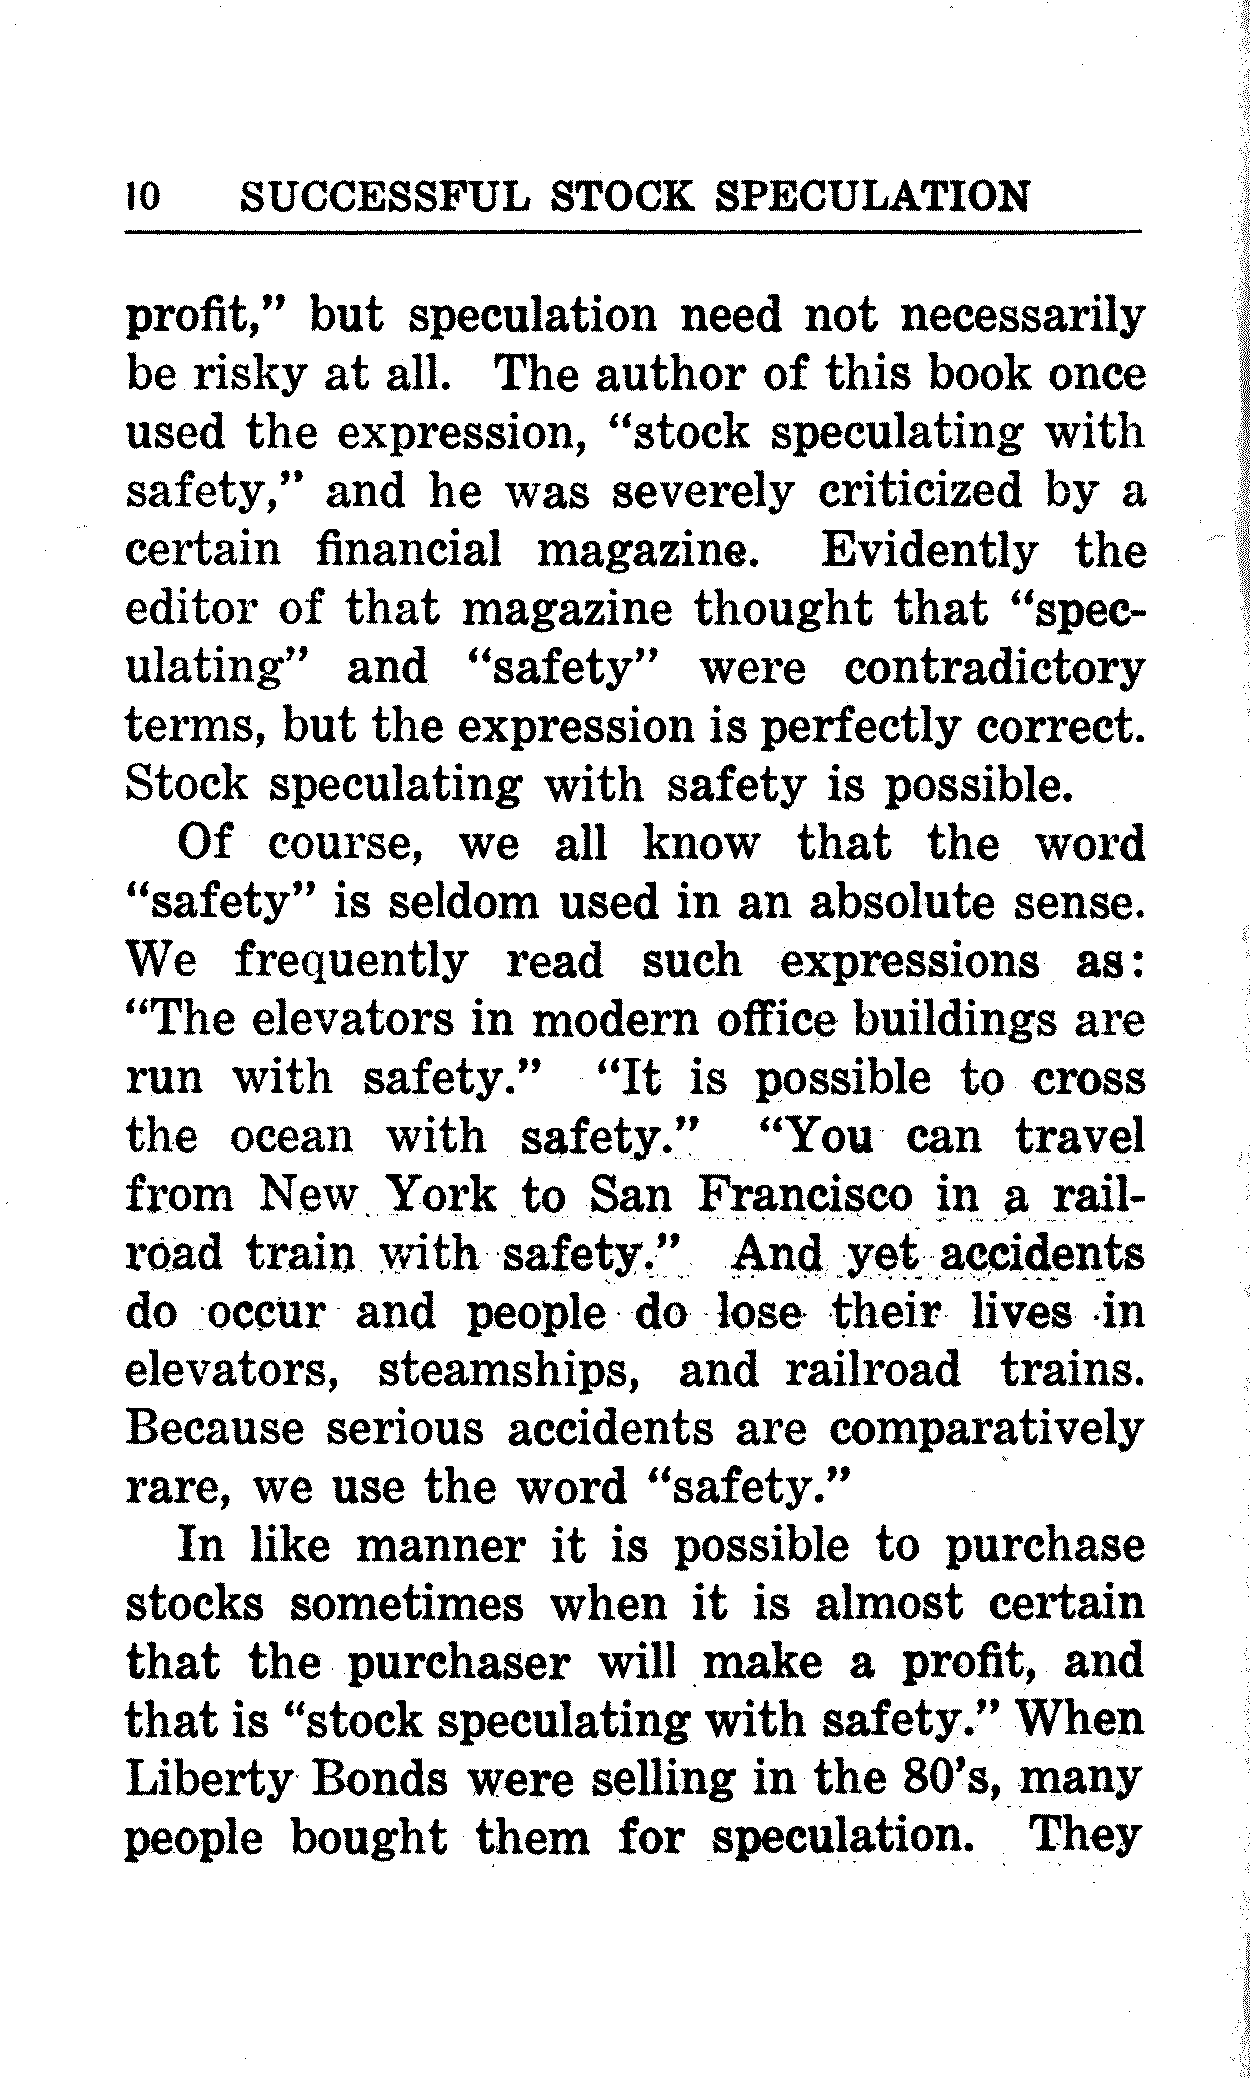 10 SUCCESSFUL STOCK SPECULATION
profit," but speculation need not necessarily
be risky at all. The author of this book once
used the expression, "stock speculating with
safety," and he was severely criticized by a
certain financial magazine. Evidently the
editor of that magazine thought that "spec-
ulating" and "safety" were contradictory
terms, but the expression is perfectly correct.
Stock speculating with safety is possible.
Of course, we all know that the word
"safety" is seldom used in an absolute sense.
We frequently read such expressions as:
"The elevators in modern office buildings are
run with safety." "It is possible to cross
the ocean with safety." "You can travel
from New York to San Francisco in a rail-
road train with safety." And yet accidents
do occur and people do lose their lives in
elevators, steamships, and railroad trains.
Because serious accidents are comparatively
rare, we use the word "safety."
In like manner it is possible to purchase
stocks sometimes when it is almost certain
that the purchaser will make a profit, and
that is "stock speculating with safety." When
Liberty Bonds were selling in the 80's, many
people bought them for speculation. They